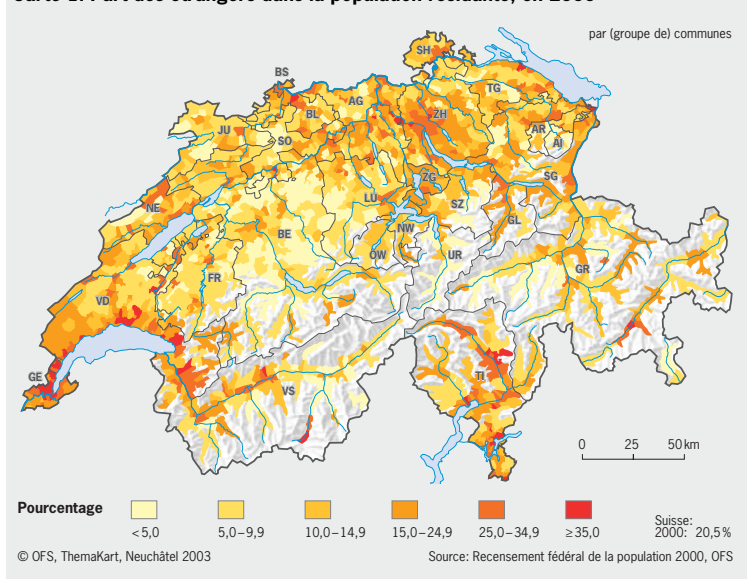 par (groupe de) communes
SH
BS
TG
BL
AG
ZH
JU
SO
AR
AI
ZG
SG
LU
SZ
NE
NW
GL
BE
OW
UR
GR
FR
VD
GE
TI
VS
0 25 50 km
Pourcentage
< 5,0 5,0–9,9 10,0–14,9 15,0–24,9 25,0–34,9 ≥ 35,0
Suisse:
2000: 20,5 %
© OFS, ThemaKart, Neuchâtel 2003
Source: Recensement fédéral de la population 2000, OFS